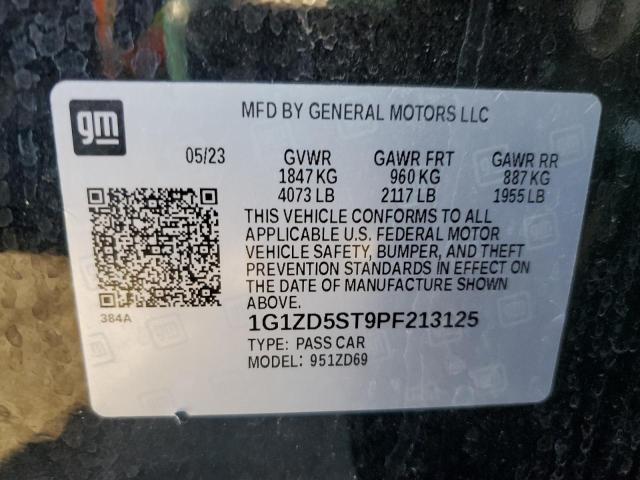 gm
MFD BY GENERAL MOTORS LLC
05/23 GVWR GAWR FRT GAWR RR
1847 KG 960 KG 887 KG
4073 LB 2117 LB 1955 LB
THIS VEHICLE CONFORMS TO ALL
APPLICABLE U.S. FEDERAL MOTOR
VEHICLE SAFETY, BUMPER, AND THEFT
PREVENTION STANDARDS IN EFFECT ON
THE DATE OF MANUFACTURE SHOWN
ABOVE.
384A
1G1ZD5ST9PF213125
TYPE: PASS CAR
MODEL: 951ZD69